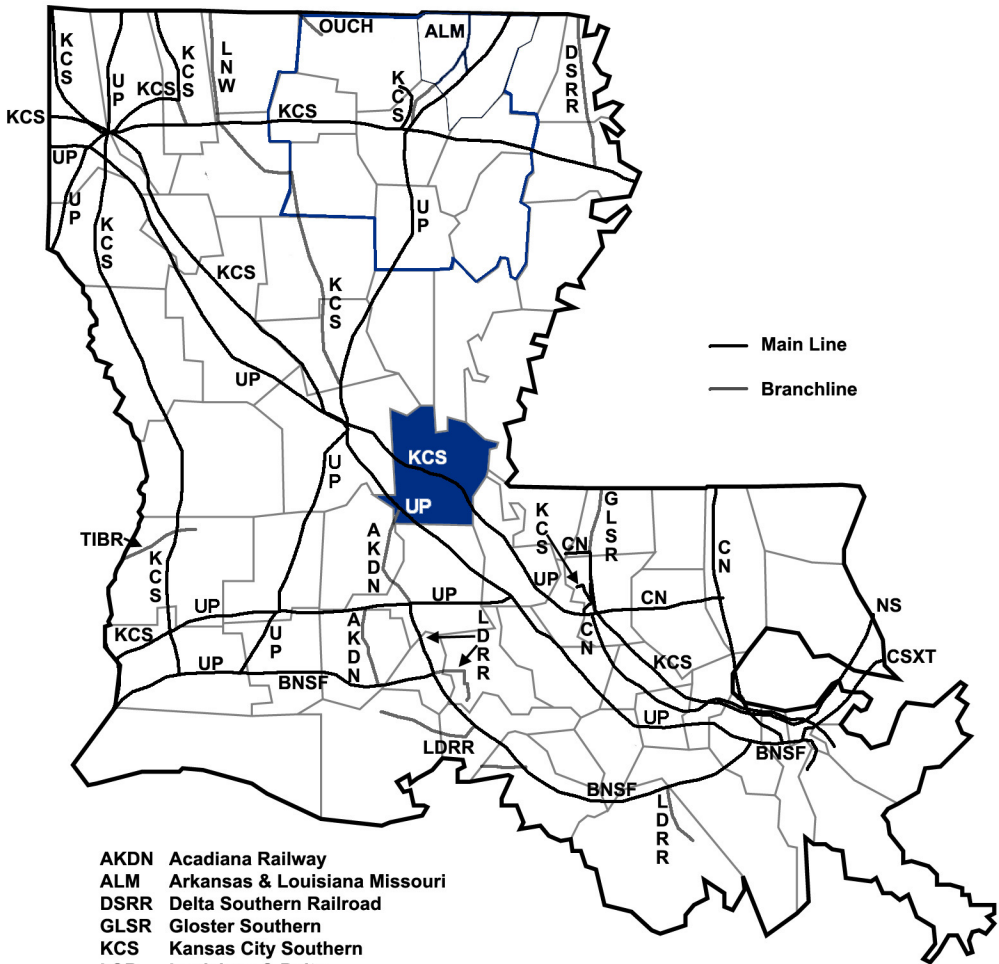 OUCH
ALM
KCS
UP
KCS
KCS
LNW
DSRR
KCS
KCS
KCS
UP
UP
KCS
UP
KCS
KCS
UP
Main Line
Branchline
KCS
UP
UP
AKDN
KCS
GLSR
CN
CN
TIBR
KCS
UP
UP
UP
CN
NS
KCS
UP
AKDN
LDRR
CN
KCS
CSXT
UP
BNSF
UP
LDRR
BNSF
BNSF
LDRR
AKDN Acadiana Railway
ALM Arkansas & Louisiana Missouri
DSRR Delta Southern Railroad
GLSR Gloster Southern
KCS Kansas City Southern